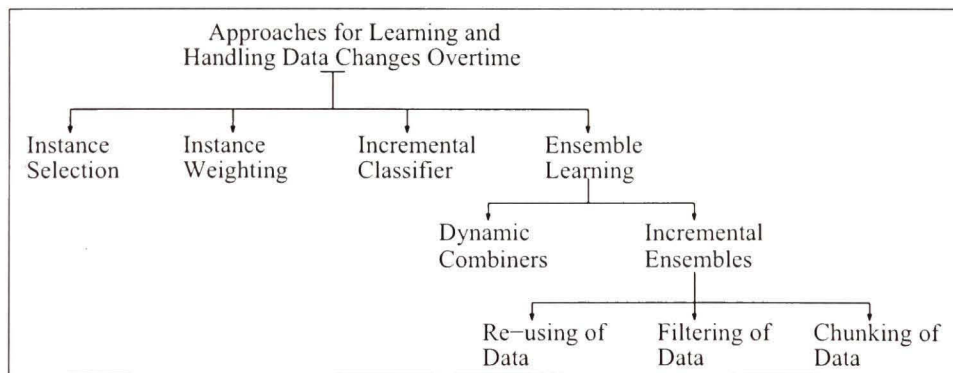 Approaches for Learning and
Handling Data Changes Overtime
Instance
Selection
Instance
Weighting
Incremental
Classifier
Ensemble
Learning
Dynamic
Combiners
Incremental
Ensembles
Re−using of
Data
Filtering of
Data
Chunking of
Data